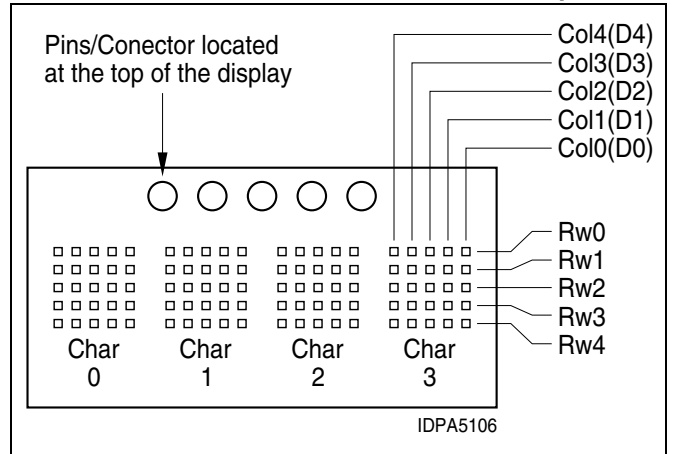 Pins/Conector located
at the top of the display
Col4(D4)
Col3(D3)
Col2(D2)
Col1(D1)
Col0(D0)
Rw0
Rw1
Rw2
Rw3
Rw4
Char Char Char Char
0 1 2 3
IDPA5106